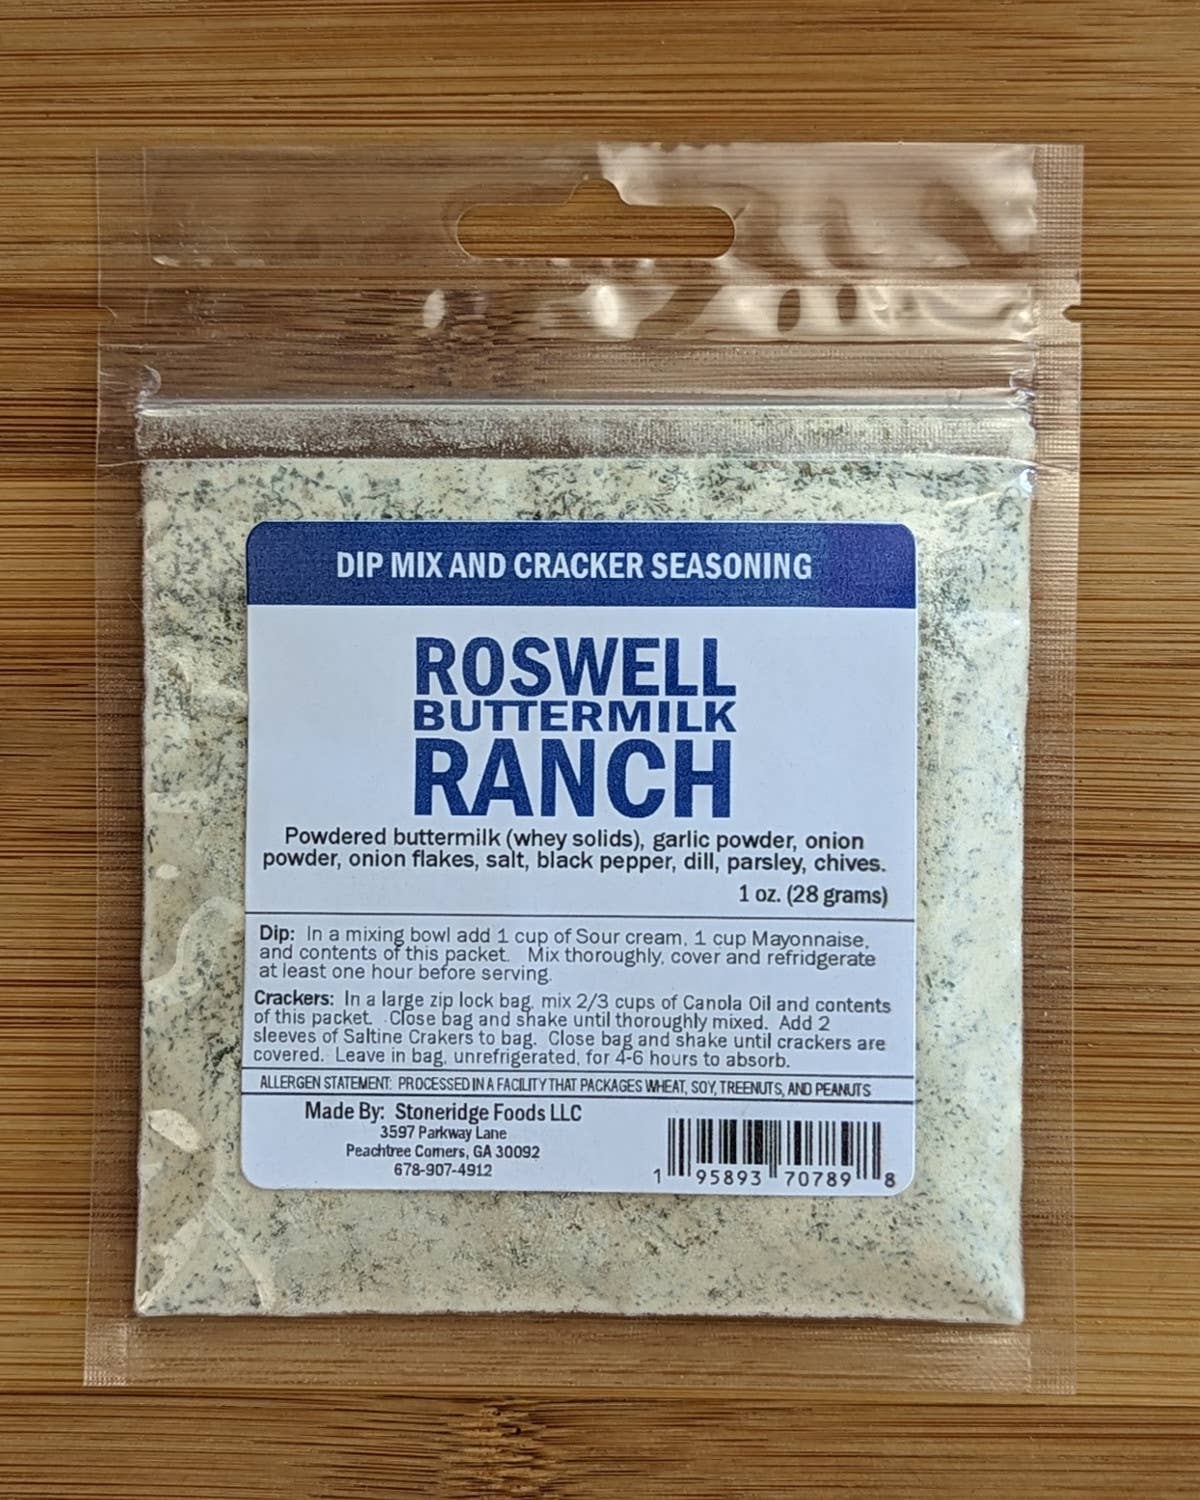 DIP MIX AND CRACKER SEASONING
ROSWELL
BUTTERMILK
RANCH
Powdered buttermilk (whey solids), garlic powder, onion
powder, onion flakes, salt, black pepper, dill, parsley, chives.
1 oz. (28 grams)
Dip: In a mixing bowl add 1 cup of Sour cream, 1 cup Mayonnaise,
and contents of this packet. Mix thoroughly, cover and refridgerate
at least one hour before serving.
Crackers: In a large zip lock bag, mix 2/3 cups of Canola Oil and contents
of this packet. Close bag and shake until thoroughly mixed. Add 2
sleeves of Saltine Crakers to bag. Close bag and shake until crackers are
covered. Leave in bag, unrefrigerated, for 4-6 hours to absorb.
ALLERGEN STATEMENT: PROCESSED IN A FACILITY THAT PACKAGES WHEAT, SOY, TREENUTS, AND PEANUTS
Made By: Stoneridge Foods LLC
3597 Parkway Lane
Peachtree Corners, GA 30092
678-907-4912
1 95893 70789 8